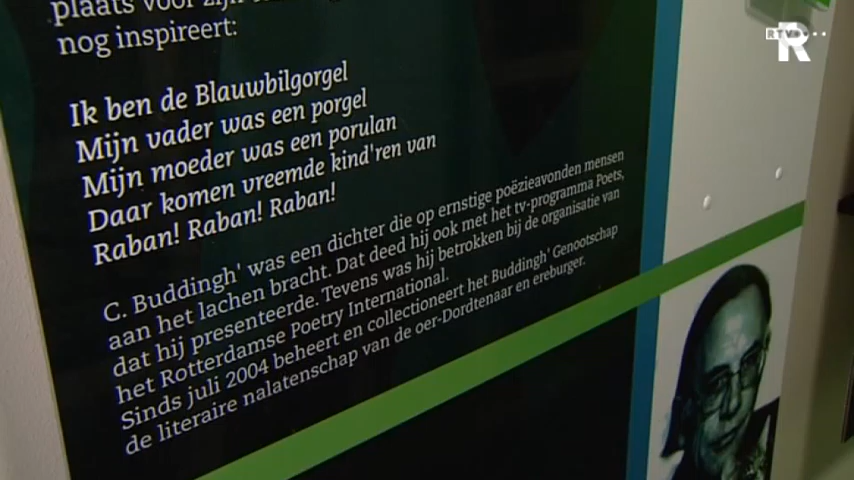 plaats voor zijn
nog inspireert:
Ik ben de Blauwbilgorgel
Mijn vader was een porgel
Mijn moeder was een porulan
Daar komen vreemde kind'ren van
Raban! Raban! Raban!
C. Buddingh' was een dichter die op ernstige poëzieavonden mensen
aan het lachen bracht. Dat deed hij ook met het tv-programma Poets,
dat hij presenteerde. Tevens was hij betrokken bij de organisatie van
het Rotterdamse Poetry International.
Sinds juli 2004 beheert en collectioneert het Buddingh' Genootschap
de literaire nalatenschap van de oer-Dordtenaar en ereburger.
RTV
R